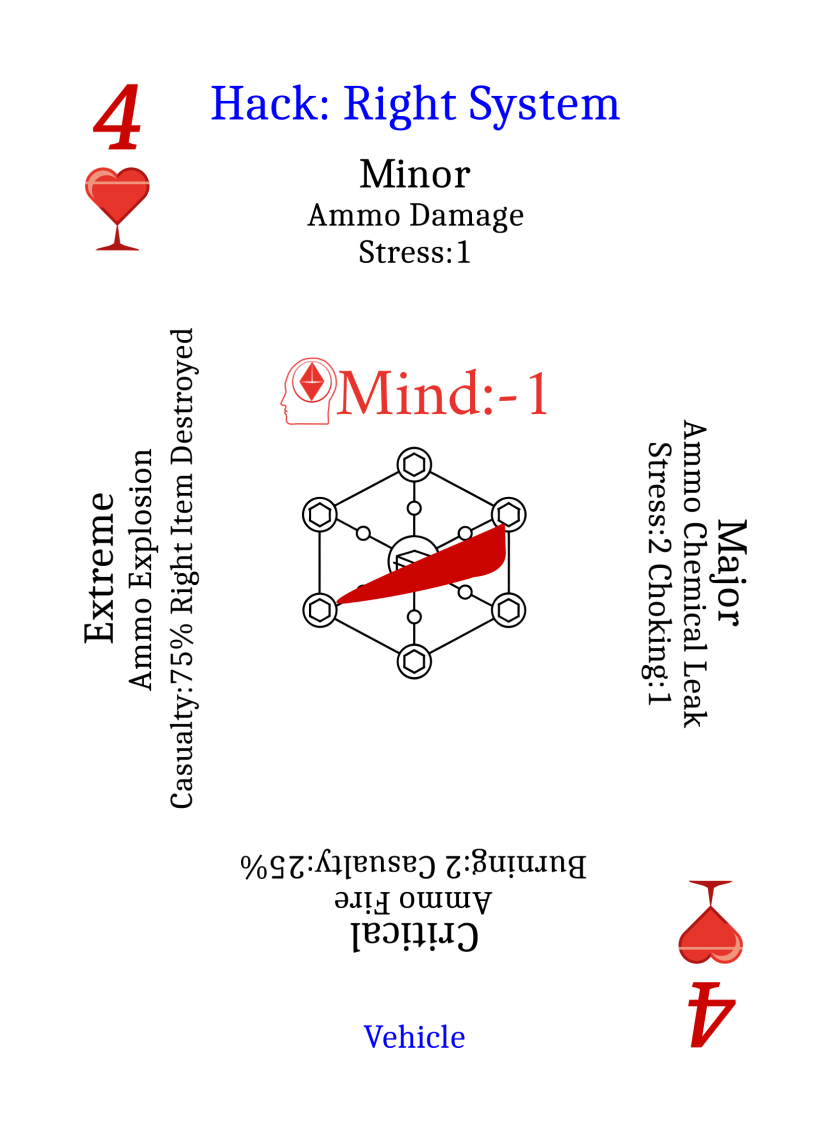 4
Hack: Right System
Minor
Ammo Damage
Stress:1
Mind:-1
Extreme
Ammo Explosion
Casualty:75% Right Item Destroyed
Major
Ammo Chemical Leak
Stress:2 Choking:1
Critical
Ammo Fire
Burning:2 Casualty:25%
4
Vehicle